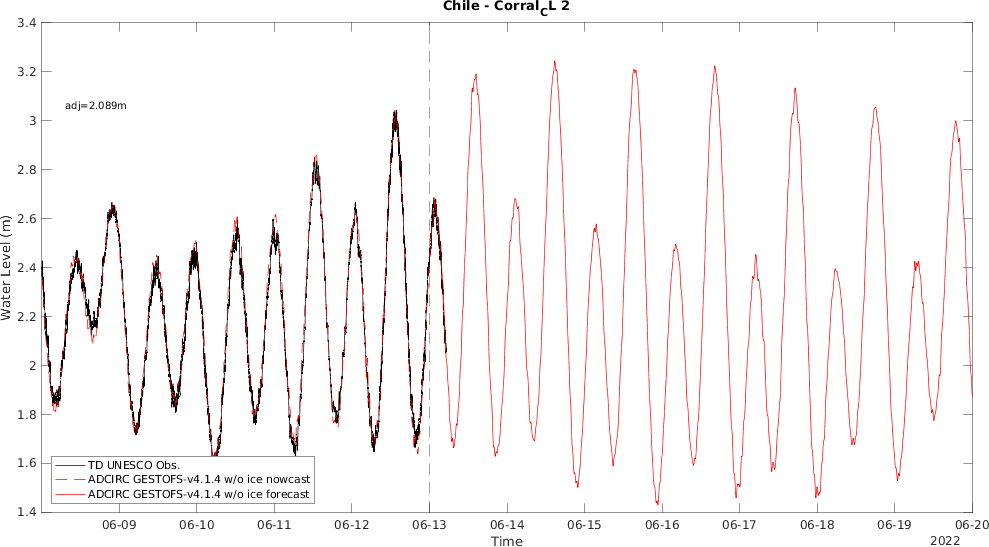 Chile - Corral_CL 2
3.4
3.2
3
2.8
2.6
2.4
2.2
2
1.8
1.6
1.4
Water Level (m)
adj=2.089m
TD UNESCO Obs.
ADCIRC GESTOFS-v4.1.4 w/o ice nowcast
ADCIRC GESTOFS-v4.1.4 w/o ice forecast
06-09 06-10 06-11 06-12 06-13 06-14 06-15 06-16 06-17 06-18 06-19 06-20
Time
2022